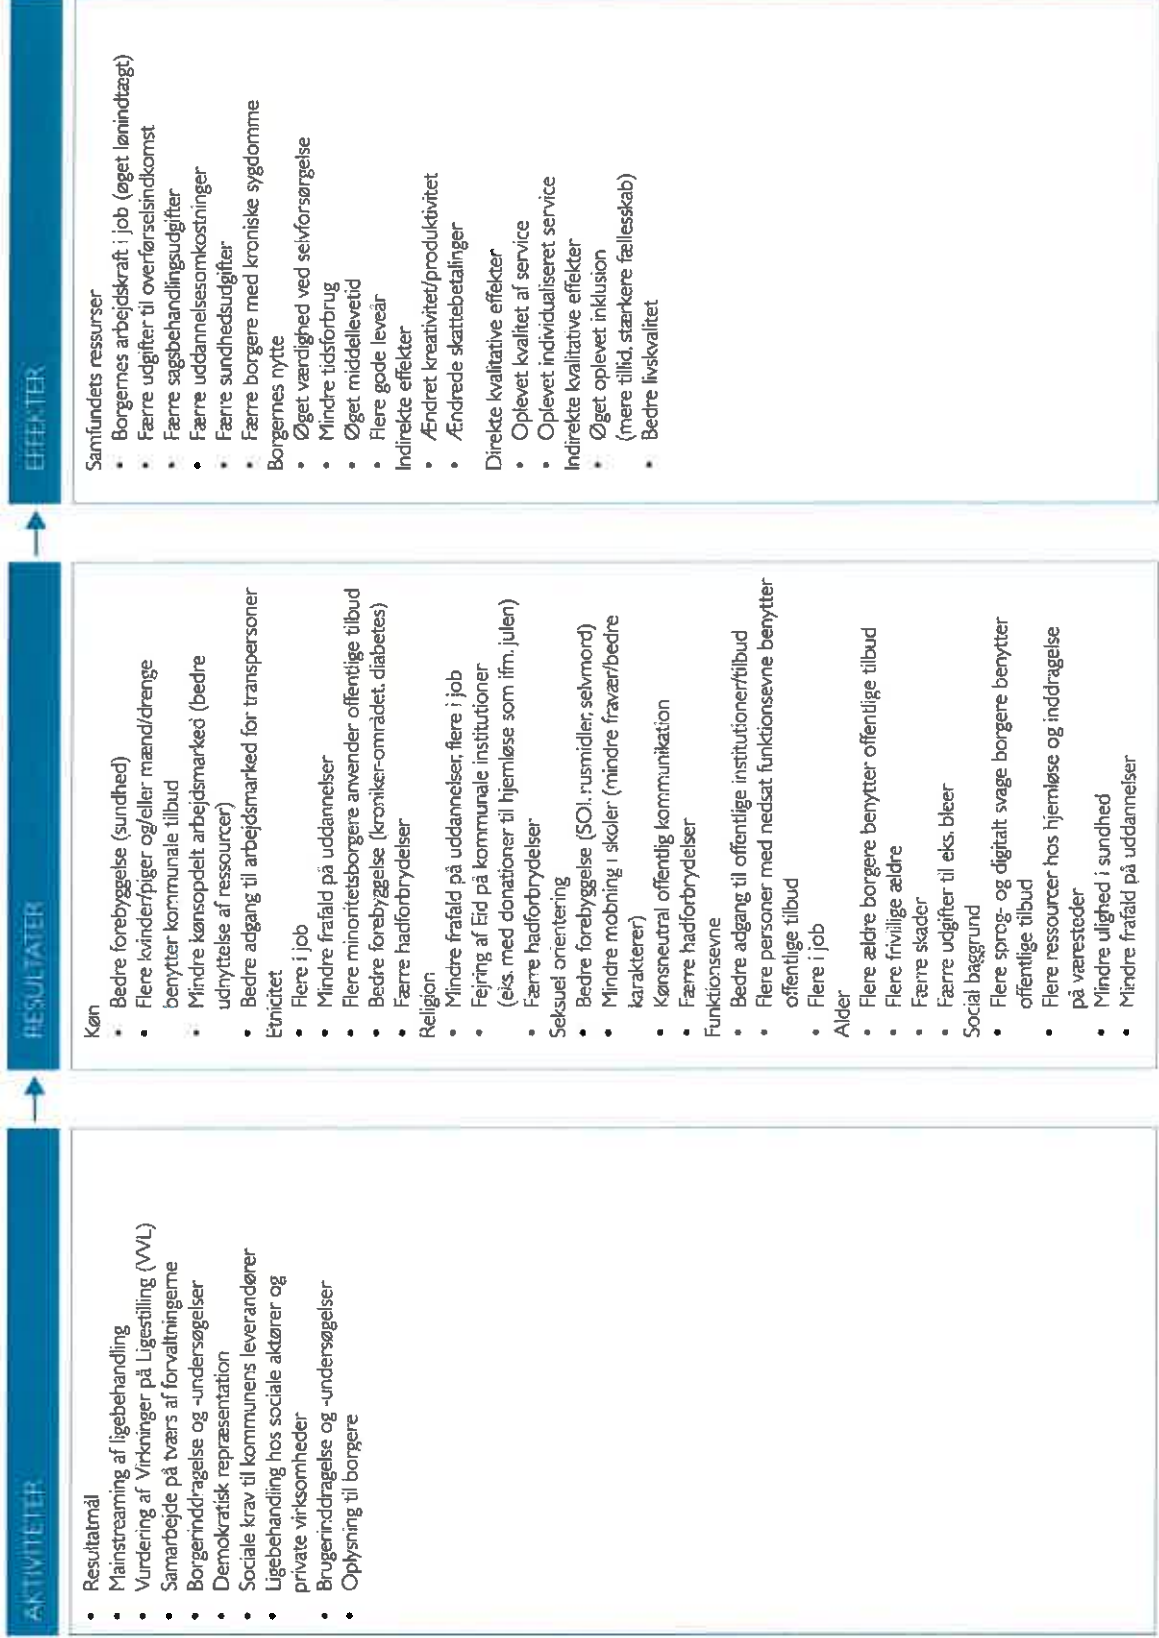 AKTIVITETER
• Resultatmål
• Mainstreaming af ligebehandling
• Vurdering af Virkninger på Ligestilling (VVL)
• Samarbejde på tværs af forvaltningerne
• Borgerinddragelse og -undersøgelser
• Demokratisk repræsentation
• Sociale krav til kommunens leverandører
• Ligebehandling hos sociale aktører og
private virksomheder
• Brugerinddragelse og -undersøgelser
• Oplysning til borgere
RESULTATER
Køn
• Bedre forebyggelse (sundhed)
• Flere kvinder/piger og/eller mænd/drenge
benytter kommunale tilbud
• Mindre kønsopdelt arbejdsmarked (bedre
udnyttelse af ressourcer)
• Bedre adgang til arbejdsmarked for transpersoner
Etnicitet
• Flere i job
• Mindre frafald på uddannelser
• Flere minoritetsborgere anvender offentlige tilbud
• Bedre forebyggelse (kroniker-området, diabetes)
• Færre hadforbrydelser
Religion
• Mindre frafald på uddannelser, flere i job
• Fejring af Eid på kommunale institutioner
(eks. med donationer til hjemløse som ifm. julen)
• Færre hadforbrydelser
Seksuel orientering
• Bedre forebyggelse (SOI, rusmidler, selvmord)
• Mindre mobning i skoler (mindre fravær/bedre
karakterer)
• Kønsneutral offentlig kommunikation
• Færre hadforbrydelser
Funktionsevne
• Bedre adgang til offentlige institutioner/tilbud
• Flere personer med nedsat funktionsevne benytter
offentlige tilbud
• Flere i job
Alder
• Flere ældre borgere benytter offentlige tilbud
• Flere frivillige ældre
• Færre skader
• Færre udgifter til eks. bleer
Social baggrund
• Flere sprog- og digitalt svage borgere benytter
offentlige tilbud
• Flere ressourcer hos hjemløse og inddragelse
på væresteder
• Mindre ulighed i sundhed
• Mindre frafald på uddannelser
EFFEKTER
Samfundets ressurser
• Borgernes arbejdskraft i job (øget lønindtægt)
• Færre udgifter til overførselsindkomst
• Færre sagsbehandlingsudgifter
• Færre uddannelsesomkostninger
• Færre sundhedsudgifter
• Færre borgere med kroniske sygdomme
Borgernes nytte
• Øget værdighed ved selvforsørgelse
• Mindre tidsforbrug
• Øget middellevetid
• Flere gode leveår
Indirekte effekter
• Ændret kreativitet/produktivitet
• Ændrede skattebetalinger
Direkte kvalitative effekter
• Oplevet kvalitet af service
• Oplevet individualiseret service
Indirekte kvalitative effekter
• Øget oplevet inklusion
(mere tillid, stærkere fællesskab)
• Bedre livskvalitet